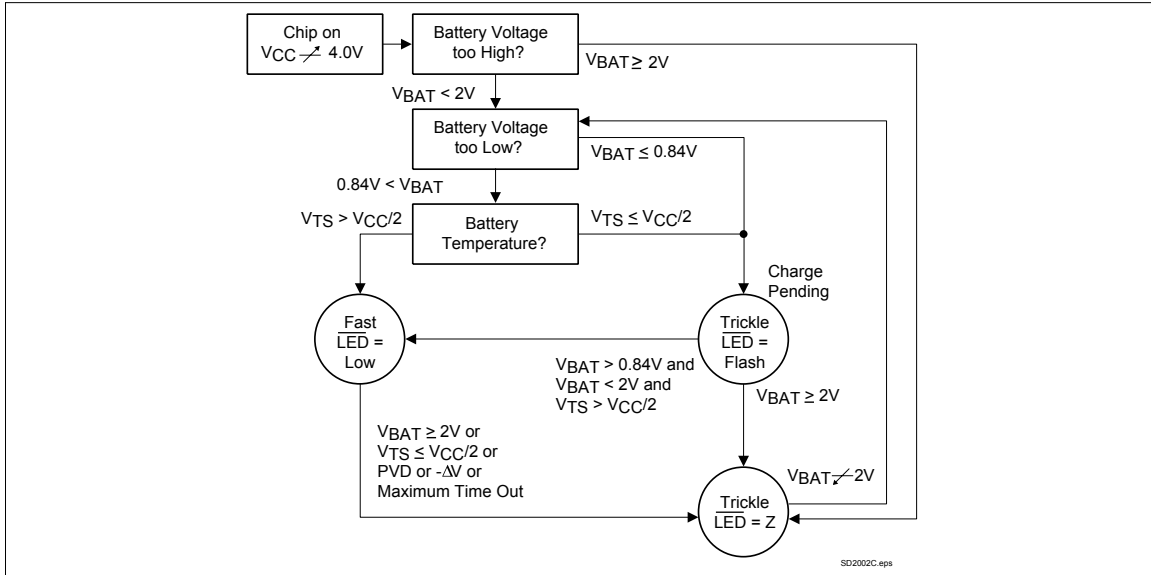 Chip on
VCC ↗ 4.0V
Battery Voltage
too High?
VBAT ≥ 2V
VBAT < 2V
Battery Voltage
too Low?
VBAT ≤ 0.84V
0.84V < VBAT
VTS > VCC/2
Battery
Temperature?
VTS ≤ VCC/2
Charge
Pending
Fast
L̅E̅D̅ =
Low
Trickle
L̅E̅D̅ =
Flash
VBAT > 0.84V and
VBAT < 2V and
VTS > VCC/2
VBAT ≥ 2V
VBAT ≥ 2V or
VTS ≤ VCC/2 or
PVD or -ΔV or
Maximum Time Out
VBAT ↙ 2V
Trickle
L̅E̅D̅ = Z
SD2002C.eps